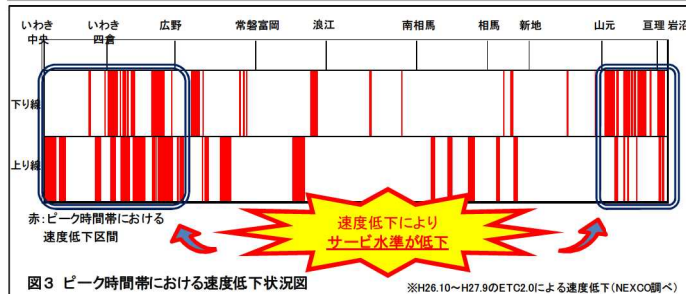 いわき中央
いわき四倉
広野
常磐富岡
浪江
南相馬
相馬
新地
山元
亘理
岩沼
下り線
上り線
赤:ピーク時間帯における
速度低下区間
速度低下により
サービ水準が低下
図3 ピーク時間帯における速度低下状況図
※H26.10~H27.9のETC2.0による速度低下(NEXCO調べ)